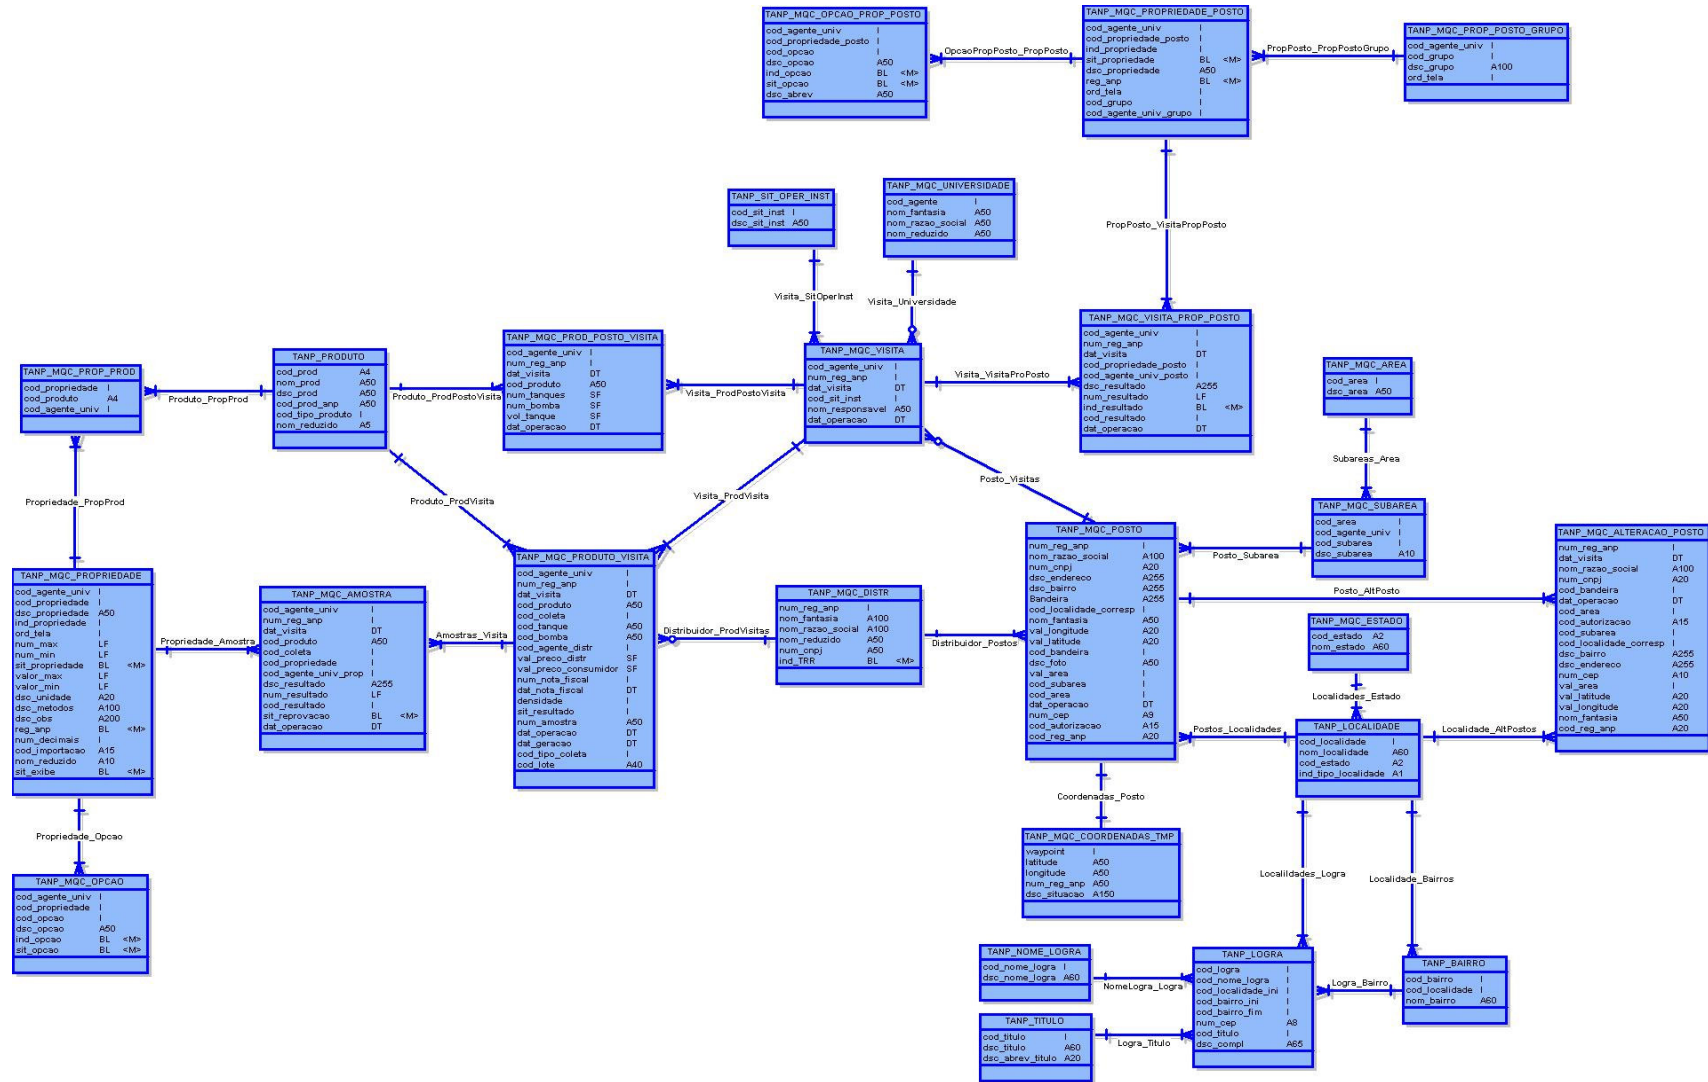 TANP_MQC_OPCAO_PROP_POSTO
cod_agente_univ I
cod_propriedade_posto I
cod_opcao I
dsc_opcao A50
ind_opcao BL <M>
sit_opcao BL <M>
dsc_abrev A50
OpcaoPropPosto_PropPosto
TANP_MQC_PROPRIEDADE_POSTO
cod_agente_univ I
cod_propriedade_posto I
ind_propriedade I
sit_propriedade BL <M>
dsc_propriedade A50
reg_anp BL <M>
ord_tela I
cod_grupo I
cod_agente_univ_grupo I
PropPosto_PropPostoGrupo
TANP_MQC_PROP_POSTO_GRUPO
cod_agente_univ I
cod_grupo I
dsc_grupo A100
ord_tela I
TANP_SIT_OPER_INST
cod_sit_inst I
dsc_sit_inst A50
TANP_MQC_UNIVERSIDADE
cod_agente I
nom_fantasia A50
nom_razao_social A50
nom_reduzido A50
PropPosto_VisitaPropPosto
Visita_SitOperInst
Visita_Universidade
TANP_MQC_PROP_PROD
cod_propriedade I
cod_produto A4
cod_agente_univ I
Produto_PropProd
TANP_PRODUTO
cod_prod A4
nom_prod A50
dsc_prod A50
cod_prod_anp A50
cod_tipo_produto I
nom_reduzido A5
Produto_ProdPostoVisita
TANP_MQC_PROD_POSTO_VISITA
cod_agente_univ I
num_reg_anp I
dat_visita DT
cod_produto A50
num_tanques SF
num_bomba SF
vol_tanque SF
dat_operacao DT
Visita_ProdPostoVisita
TANP_MQC_VISITA
cod_agente_univ I
num_reg_anp I
dat_visita DT
cod_sit_inst I
nom_responsavel A50
dat_operacao DT
Visita_VisitaProPosto
TANP_MQC_VISITA_PROP_POSTO
cod_agente_univ I
num_reg_anp I
dat_visita DT
cod_propriedade_posto I
cod_agente_univ_posto I
dsc_resultado A255
num_resultado LF
ind_resultado BL <M>
cod_resultado I
dat_operacao DT
TANP_MQC_AREA
cod_area I
dsc_area A50
Subareas_Area
Propriedade_PropProd
Produto_ProdVisita
Visita_ProdVisita
Posto_Visitas
TANP_MQC_SUBAREA
cod_area I
cod_agente_univ I
cod_subarea I
dsc_subarea A10
Posto_Subarea
TANP_MQC_PROPRIEDADE
cod_agente_univ I
cod_propriedade I
dsc_propriedade A50
ind_propriedade I
ord_tela I
num_max LF
num_min LF
sit_propriedade BL <M>
valor_max LF
valor_min LF
dsc_unidade A20
dsc_metodos A100
dsc_obs A200
reg_anp BL <M>
num_decimais I
cod_importacao A15
nom_reduzido A10
sit_exibe BL <M>
Propriedade_Amostra
TANP_MQC_AMOSTRA
cod_agente_univ I
num_reg_anp I
dat_visita DT
cod_produto A50
cod_coleta I
cod_propriedade I
cod_agente_univ_prop I
dsc_resultado A255
num_resultado LF
cod_resultado I
sit_reprovacao BL <M>
dat_operacao DT
Amostras_Visita
TANP_MQC_PRODUTO_VISITA
cod_agente_univ I
num_reg_anp I
dat_visita DT
cod_produto A50
cod_coleta I
cod_tanque A50
cod_bomba A50
cod_agente_distr I
val_preco_distr SF
val_preco_consumidor SF
num_nota_fiscal I
dat_nota_fiscal DT
densidade I
sit_resultado I
num_amostra A50
dat_operacao DT
dat_geracao DT
cod_tipo_coleta I
cod_lote A40
Distribuidor_ProdVisitas
TANP_MQC_DISTR
num_reg_anp I
nom_fantasia A100
nom_razao_social A100
nom_reduzido A50
num_cnpj A50
ind_TRR BL <M>
Distribuidor_Postos
TANP_MQC_POSTO
num_reg_anp I
nom_razao_social A100
num_cnpj A20
dsc_endereco A255
dsc_bairro A255
Bandeira A255
cod_localidade_corresp I
nom_fantasia A50
val_longitude A20
val_latitude A20
cod_bandeira I
dsc_foto A50
val_area I
cod_subarea I
cod_area I
dat_operacao DT
num_cep A9
cod_autorizacao A15
cod_reg_anp A20
Posto_AltPosto
TANP_MQC_ALTERACAO_POSTO
num_reg_anp I
dat_visita DT
nom_razao_social A100
num_cnpj A20
cod_bandeira I
dat_operacao DT
cod_area I
cod_autorizacao A15
cod_subarea I
cod_localidade_corresp I
dsc_bairro A255
dsc_endereco A255
num_cep A10
val_area I
val_latitude A20
val_longitude A20
nom_fantasia A50
cod_reg_anp A20
TANP_MQC_ESTADO
cod_estado A2
nom_estado A60
Localidades_Estado
Postos_Localidades
TANP_LOCALIDADE
cod_localidade I
nom_localidade A60
cod_estado A2
ind_tipo_localidade A1
Localidade_AltPostos
Coordenadas_Posto
TANP_MQC_COORDENADAS_TMP
waypoint I
latitude A50
longitude A50
num_reg_anp A50
dsc_situacao A150
Propriedade_Opcao
TANP_MQC_OPCAO
cod_agente_univ I
cod_propriedade I
cod_opcao I
dsc_opcao A50
ind_opcao BL <M>
sit_opcao BL <M>
Localildades_Logra
Localidade_Bairros
TANP_NOME_LOGRA
cod_nome_logra I
dsc_nome_logra A60
NomeLogra_Logra
TANP_LOGRA
cod_logra I
cod_nome_logra I
cod_localidade_ini I
cod_bairro_ini I
cod_bairro_fim I
num_cep A8
cod_titulo I
dsc_compl A65
Logra_Bairro
TANP_BAIRRO
cod_bairro I
cod_localidade I
nom_bairro A60
TANP_TITULO
cod_titulo I
dsc_titulo A60
dsc_abrev_titulo A20
Logra_Titulo